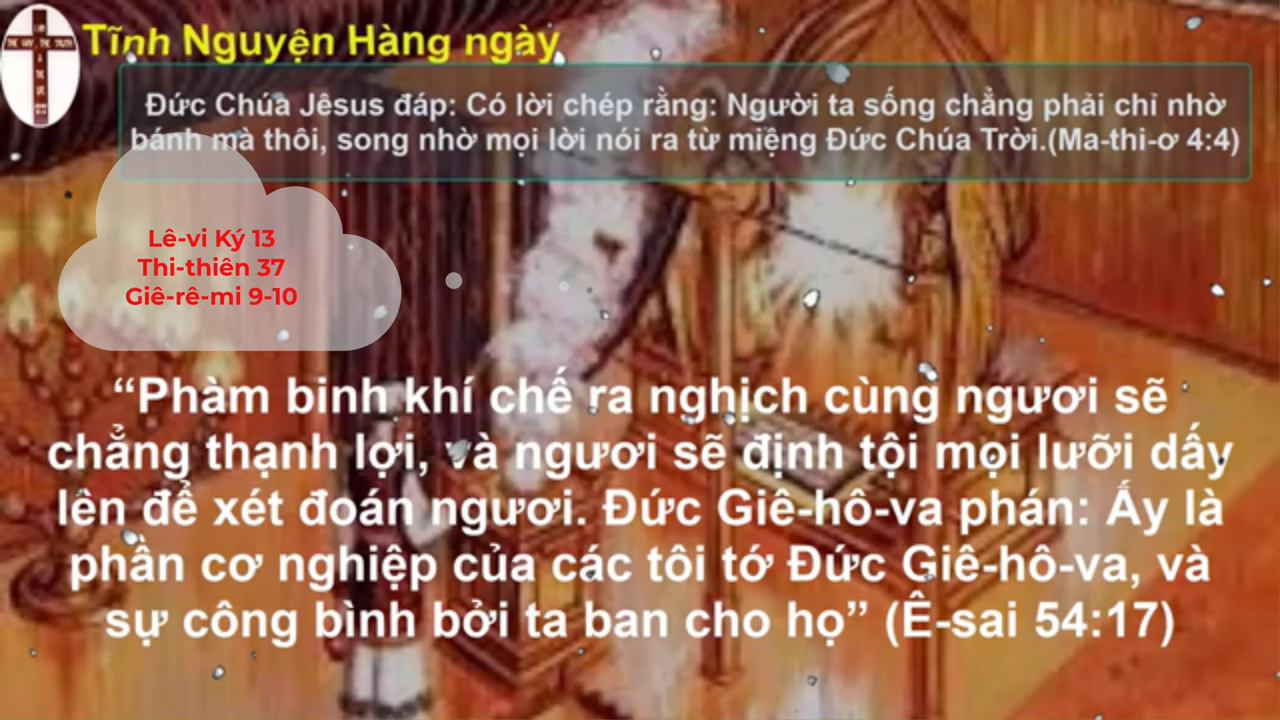 Tĩnh Nguyện Hàng ngày
Đức Chúa Jêsus đáp: Có lời chép rằng: Người ta sống chẳng phải chỉ nhờ
bánh mà thôi, song nhờ mọi lời nói ra từ miệng Đức Chúa Trời.(Ma-thi-ơ 4:4)
Lê-vi Ký 13
Thi-thiên 37
Giê-rê-mi 9-10
“Phàm binh khí chế ra nghịch cùng ngươi sẽ
chẳng thạnh lợi, và ngươi sẽ định tội mọi lưỡi dấy
lên để xét đoán ngươi. Đức Giê-hô-va phán: Ấy là
phần cơ nghiệp của các tôi tớ Đức Giê-hô-va, và
sự công bình bởi ta ban cho họ” (Ê-sai 54:17)